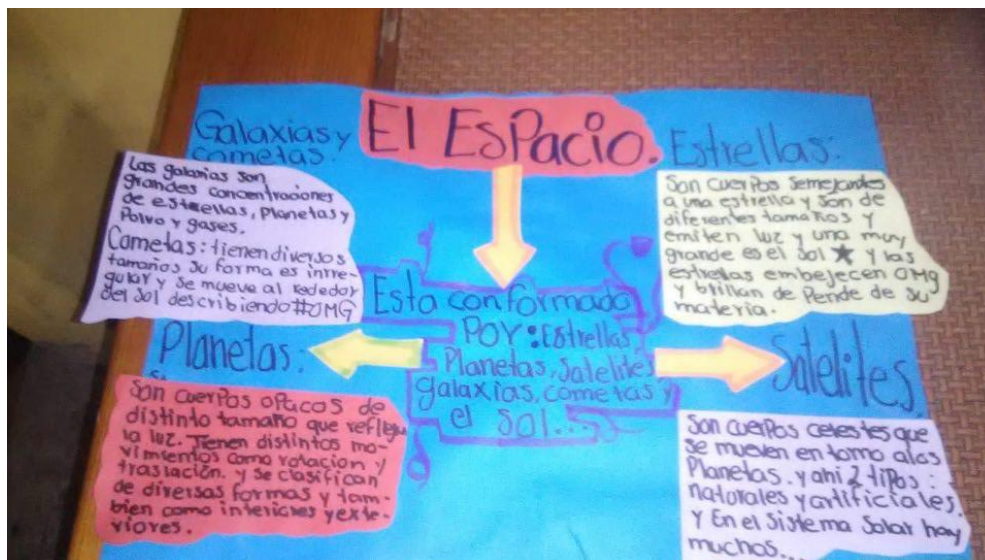 El EsPacio.
Galaxias y
cometas.
Las galaxias son
grandes concentraciones
de estrellas, Planetas y
Polvo y gases.
Cometas: tienen diversos
tamaños su forma es inrre-
gular y se mueve al rededor
del Sol describiendo #OMG
Estrellas:
Son cuerPos semejantes
a una estrella y son de
diferentes tamaños y
emiten luz y una muy
grande es el Sol ★ y las
estrellas embejecen OMg
y brillan de Pende de su
materia.
Esta conformado
POr: Estrellas
Planetas, Satelites
galaxias, cometas y
el sol...
Planetas:
Son cuerPos oPacos de
distinto tamaño que refleja
la luz. Tienen distintos mo-
vimientos como rotacion y
traslación. y se clasifican
de diversas formas y tam-
bien como interiores y exte-
riores.
Satelites.
Son cuerPos celestes que
se mueven en torno a los
Planetas. y ahi 2 tiPos:
naturales y artificiales.
y En el Sistema Solar hay
muchos...